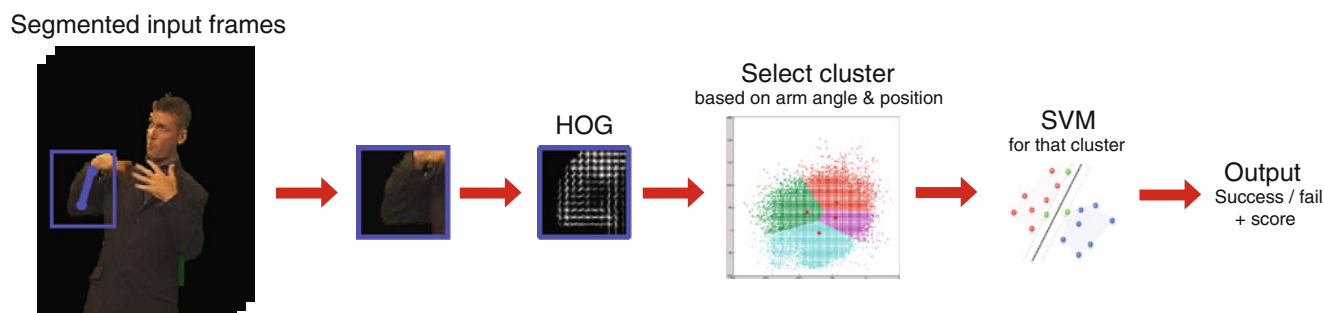 Segmented input frames
HOG
Select cluster
based on arm angle & position
SVM
for that cluster
Output
Success / fail
+ score